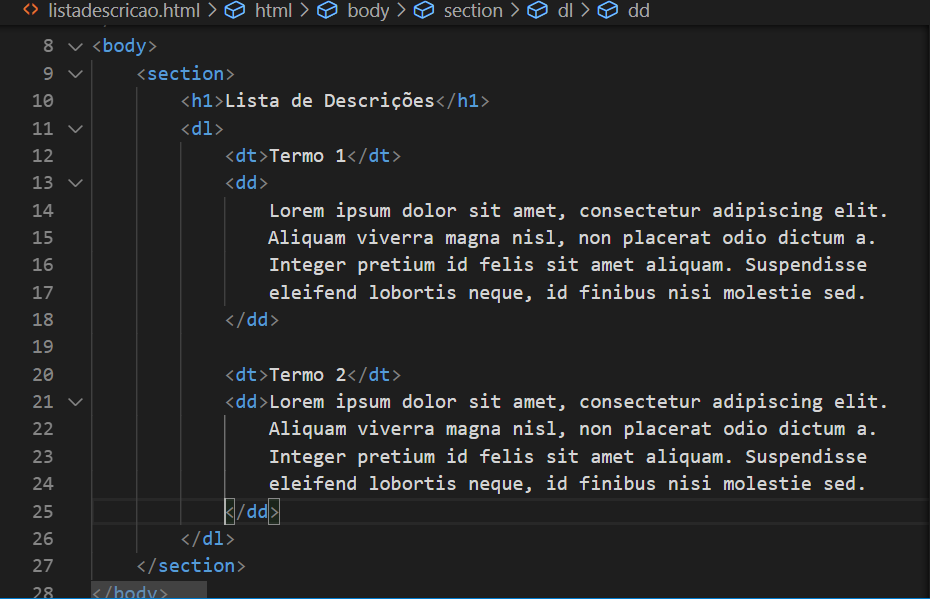 <> listadescricao.html > html > body > section > dl > dd
8 <body>
9 <section>
10 <h1>Lista de Descrições</h1>
11 <dl>
12 <dt>Termo 1</dt>
13 <dd>
14 Lorem ipsum dolor sit amet, consectetur adipiscing elit.
15 Aliquam viverra magna nisl, non placerat odio dictum a.
16 Integer pretium id felis sit amet aliquam. Suspendisse
17 eleifend lobortis neque, id finibus nisi molestie sed.
18 </dd>
19
20 <dt>Termo 2</dt>
21 <dd>Lorem ipsum dolor sit amet, consectetur adipiscing elit.
22 Aliquam viverra magna nisl, non placerat odio dictum a.
23 Integer pretium id felis sit amet aliquam. Suspendisse
24 eleifend lobortis neque, id finibus nisi molestie sed.
25 </dd>
26 </dl>
27 </section>
28 </body>